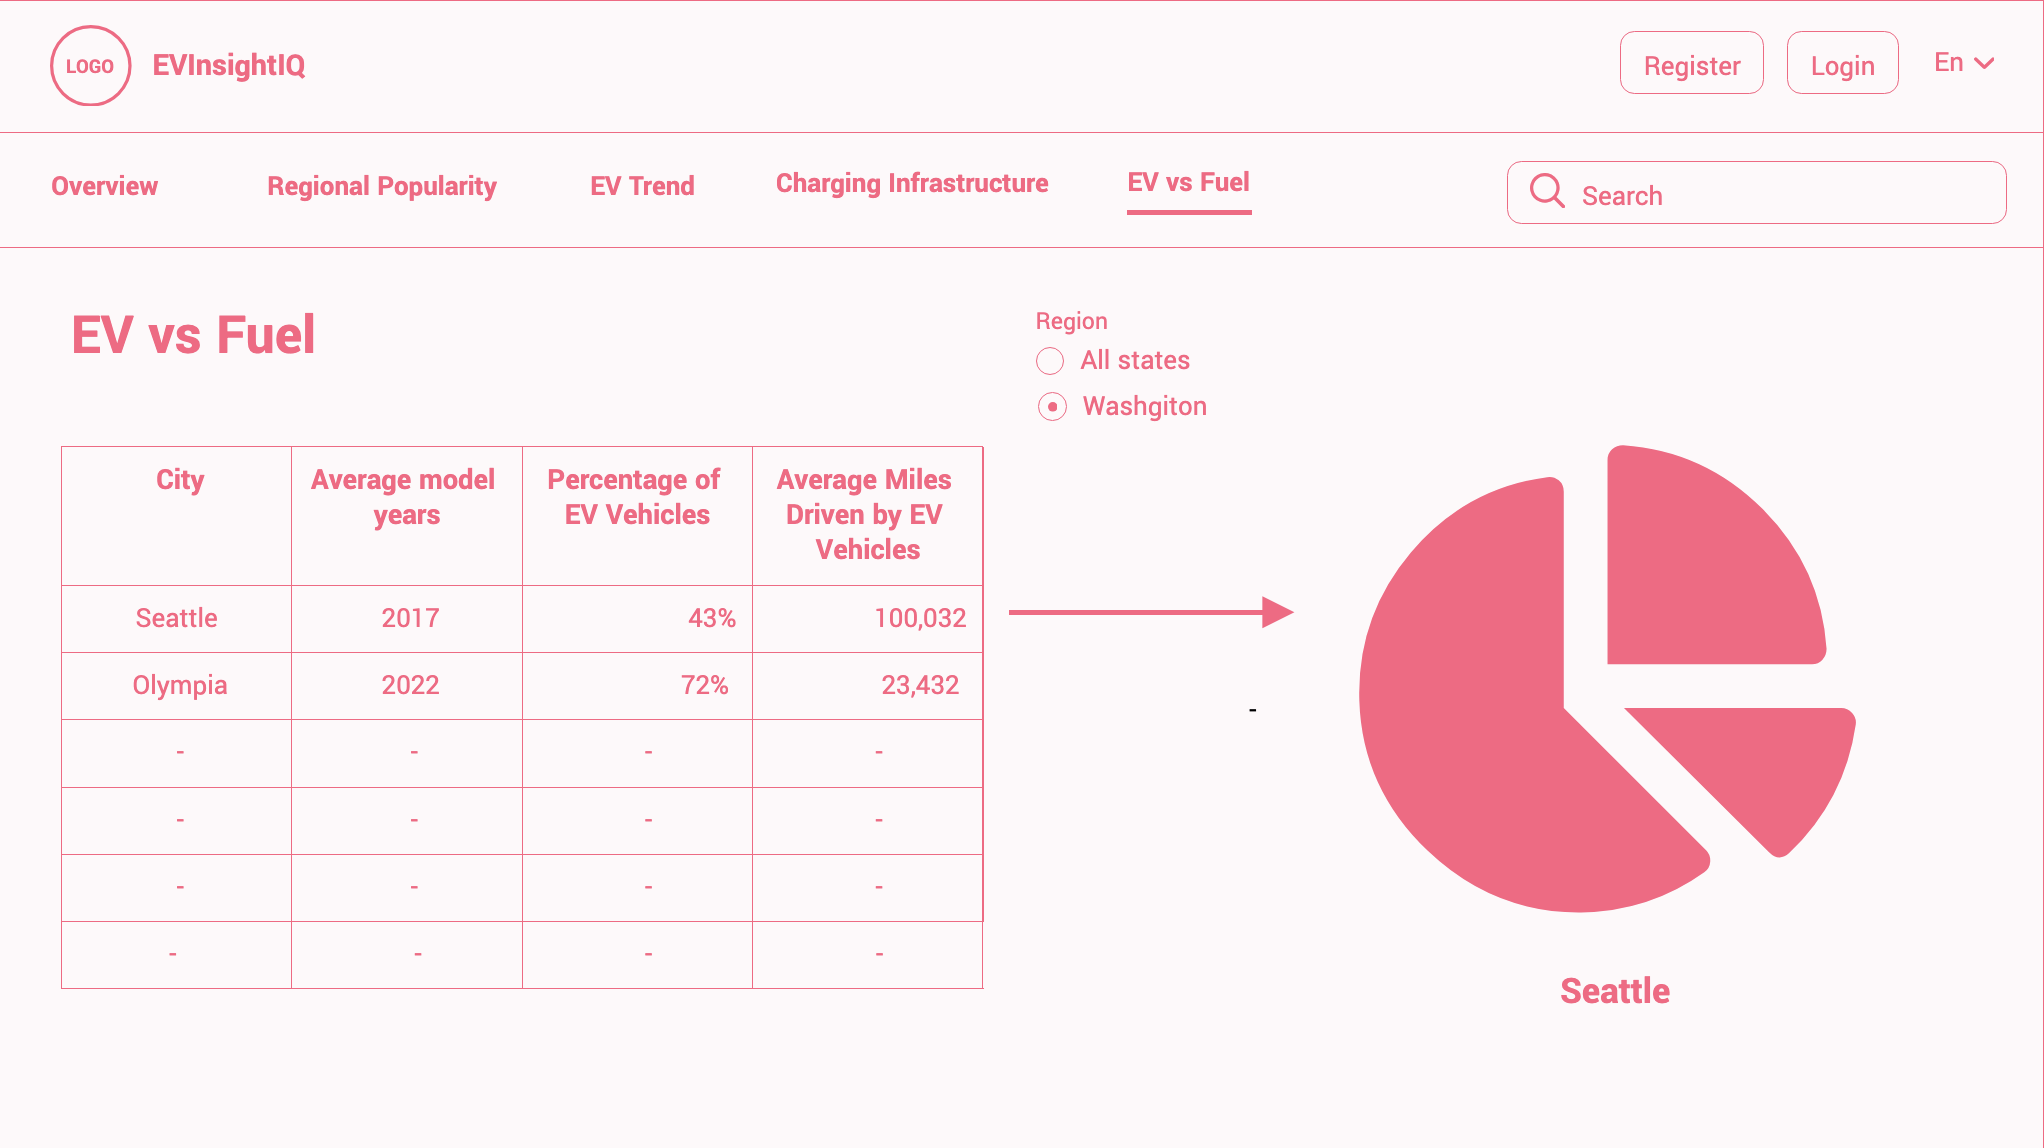 LOGO
EVInsightIQ
Register
Login
En
Overview
Regional Popularity
EV Trend
Charging Infrastructure
EV vs Fuel
Search
EV vs Fuel
Region
All states
Washgiton
City
Average model
years
Percentage of
EV Vehicles
Average Miles
Driven by EV
Vehicles
Seattle 2017 43% 100,032
Olympia 2022 72% 23,432
- - - -
- - - -
- - - -
- - - -
-
Seattle